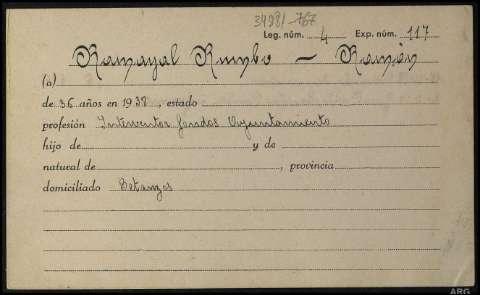 34981-767
Leg. núm. 4 Exp. núm. 117
Ramayal Rumbo - Ramón
(a)
de 36 años en 1938, estado
profesión Interventor fondos Ayuntamiento
hijo de y de
natural de , provincia
domiciliado Betanzos
ARG